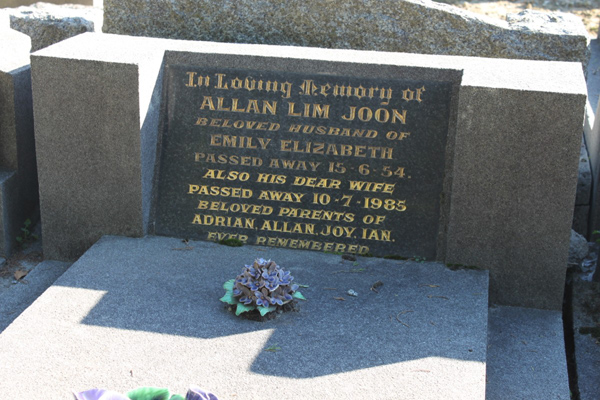 In Loving Memory of
ALLAN LIM JOON
BELOVED HUSBAND OF
EMILY ELIZABETH
PASSED AWAY 15-6-54.
ALSO HIS DEAR WIFE
PASSED AWAY 10-7-1985
BELOVED PARENTS OF
ADRIAN, ALLAN, JOY, IAN.
EVER REMEMBERED